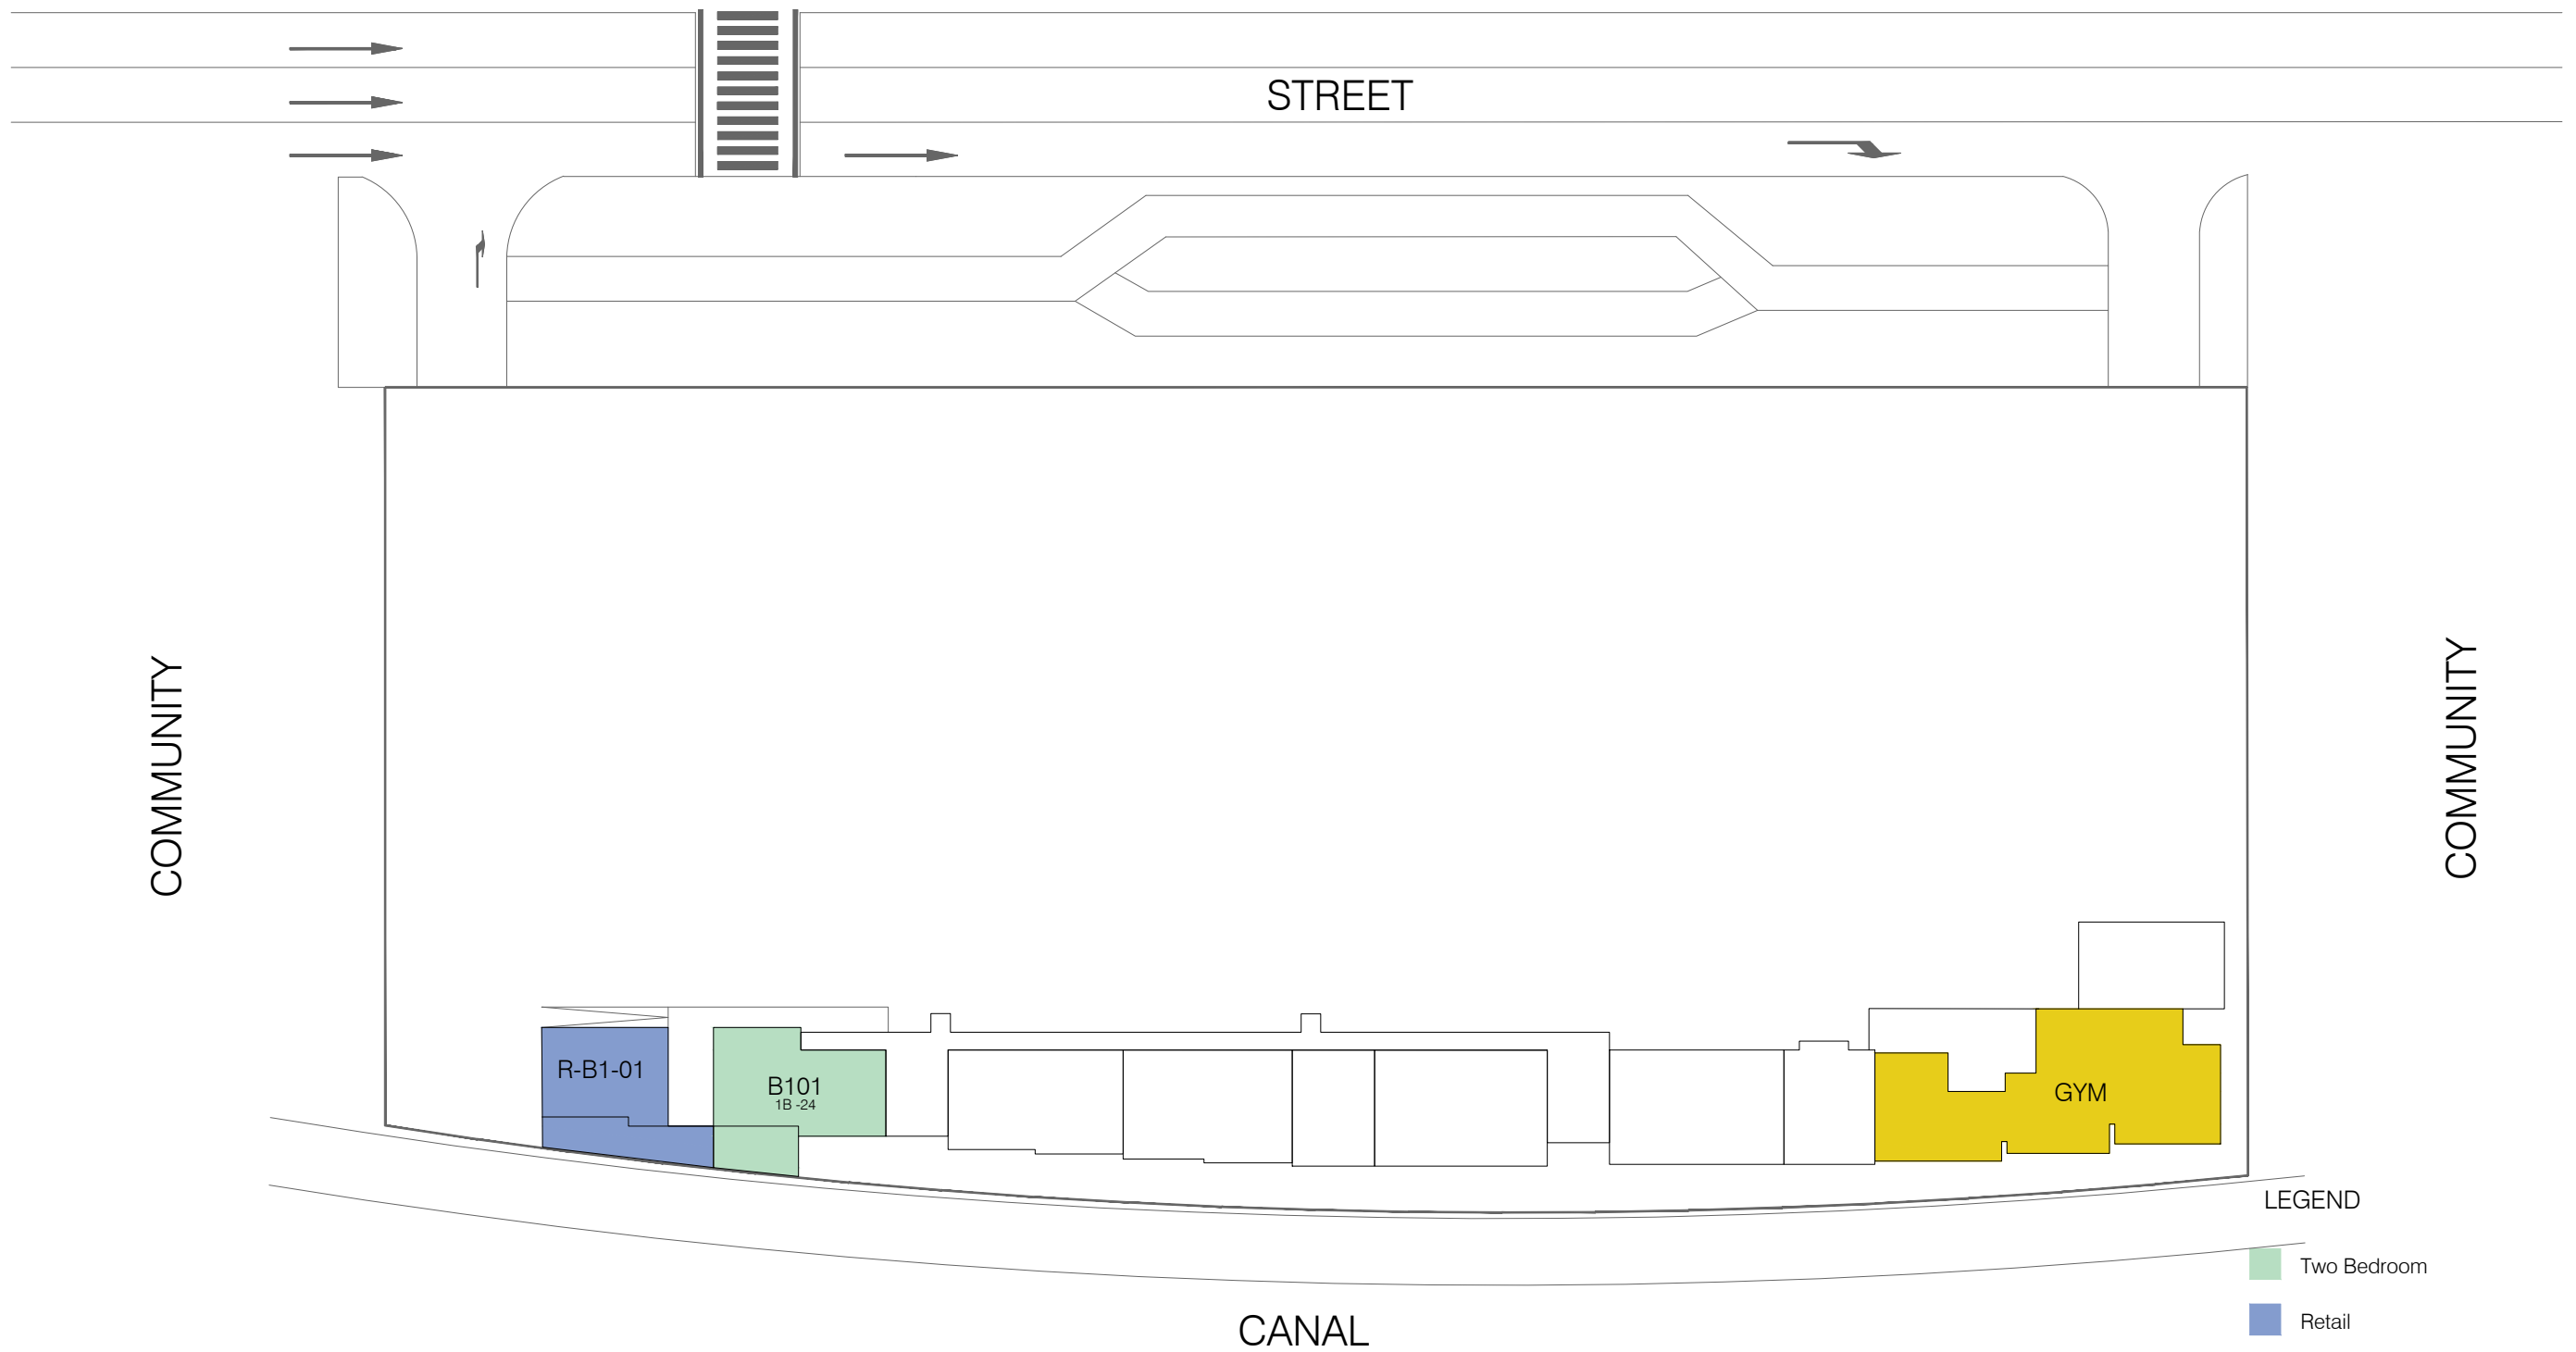 STREET
COMMUNITY
COMMUNITY
R-B1-01
B101
1B -24
GYM
LEGEND
Two Bedroom
Retail
CANAL